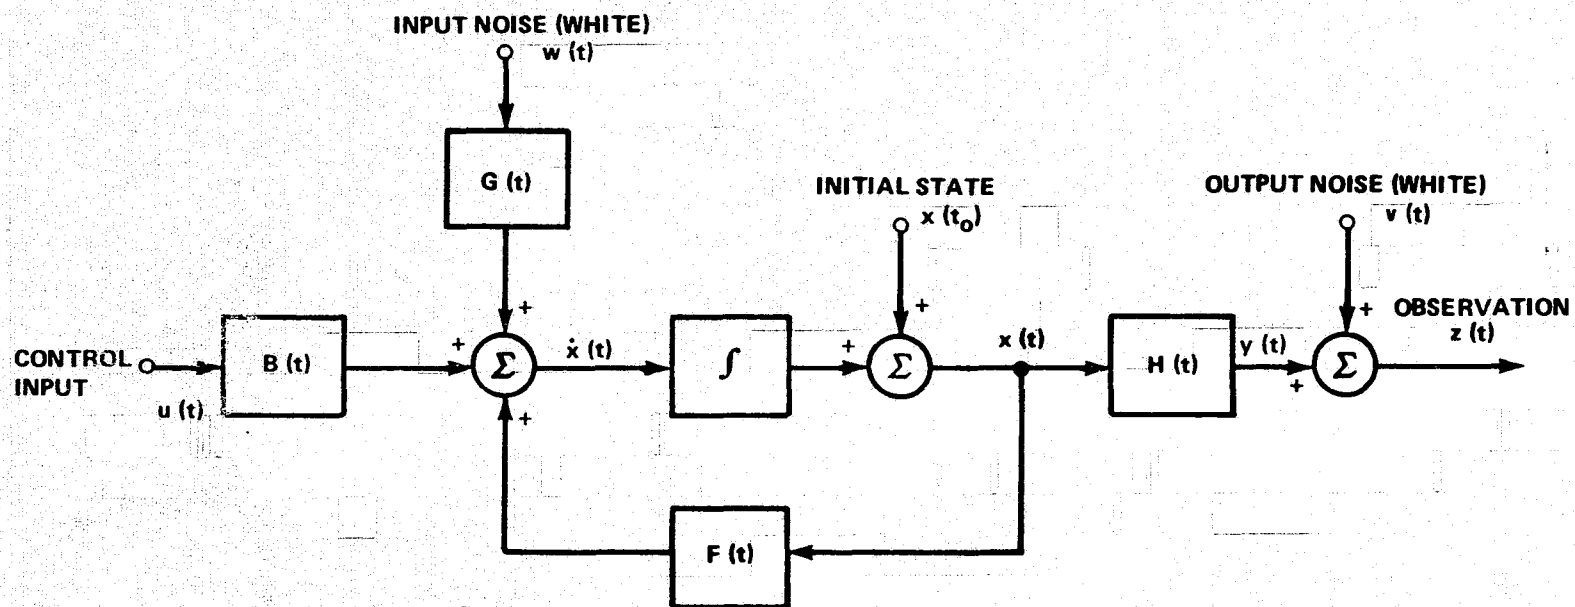 INPUT NOISE (WHITE)
w (t)
G (t)
INITIAL STATE
x (t₀)
OUTPUT NOISE (WHITE)
v (t)
+
+
+
OBSERVATION
z (t)
CONTROL
INPUT
u (t)
B (t)
+
Σ
ẋ (t)
∫
+
Σ
x (t)
H (t)
y (t)
+
Σ
+
F (t)